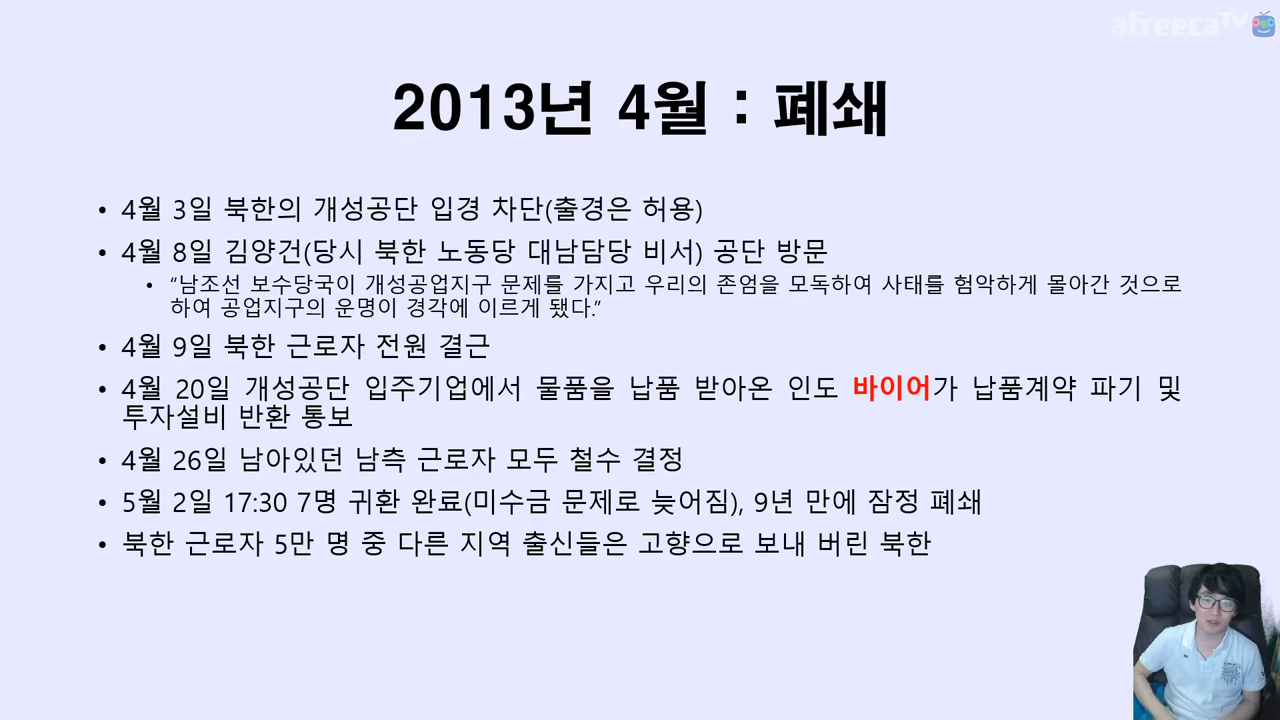 afreecaTV
2013년 4월 : 폐쇄
• 4월 3일 북한의 개성공단 입경 차단(출경은 허용)
• 4월 8일 김양건(당시 북한 노동당 대남담당 비서) 공단 방문
• “남조선 보수당국이 개성공업지구 문제를 가지고 우리의 존엄을 모독하여 사태를 험악하게 몰아간 것으로
하여 공업지구의 운명이 경각에 이르게 됐다.”
• 4월 9일 북한 근로자 전원 결근
• 4월 20일 개성공단 입주기업에서 물품을 납품 받아온 인도 바이어가 납품계약 파기 및
투자설비 반환 통보
• 4월 26일 남아있던 남측 근로자 모두 철수 결정
• 5월 2일 17:30 7명 귀환 완료(미수금 문제로 늦어짐), 9년 만에 잠정 폐쇄
• 북한 근로자 5만 명 중 다른 지역 출신들은 고향으로 보내 버린 북한